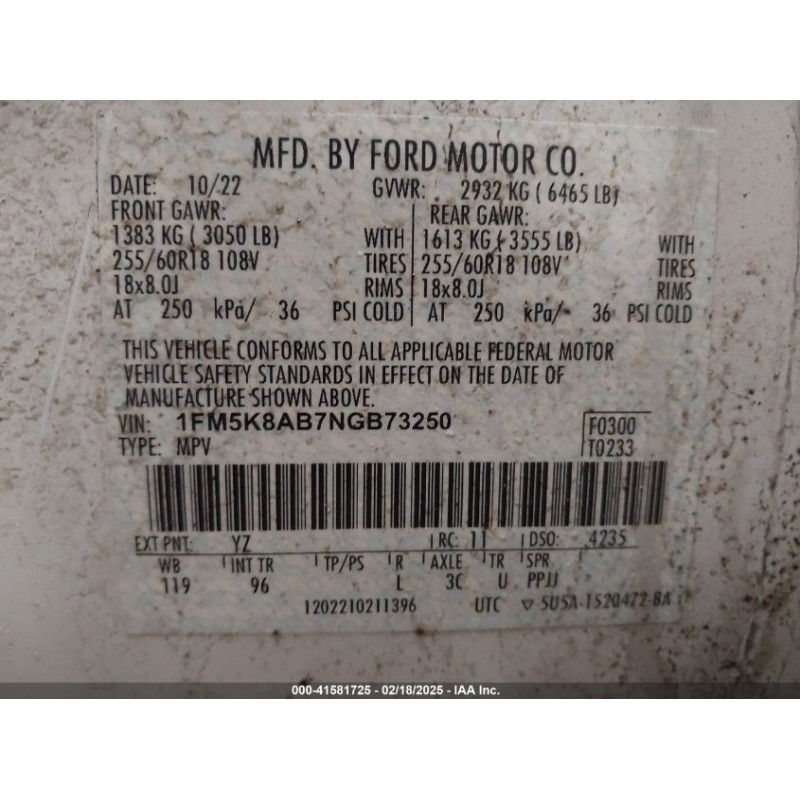 MFD. BY FORD MOTOR CO.
DATE: 10/22 GVWR: 2932 KG ( 6465 LB)
FRONT GAWR: REAR GAWR:
1383 KG ( 3050 LB) WITH 1613 KG ( 3555 LB) WITH
255/60R18 108V TIRES 255/60R18 108V TIRES
18x8.0J RIMS 18x8.0J RIMS
AT 250 kPa/ 36 PSI COLD AT 250 kPa/ 36 PSI COLD
THIS VEHICLE CONFORMS TO ALL APPLICABLE FEDERAL MOTOR
VEHICLE SAFETY STANDARDS IN EFFECT ON THE DATE OF
MANUFACTURE SHOWN ABOVE.
VIN: 1FM5K8AB7NGB73250 F0300
TYPE: MPV T0233
EXT PNT: YZ RC: 11 DSO: 4235
WB INT TR TP/PS R AXLE TR SPR
119 96 L 3C U PPJJ
1202210211396 UTC ▽ 5USA-1520472-BA
000-41581725 - 02/18/2025 - IAA Inc.